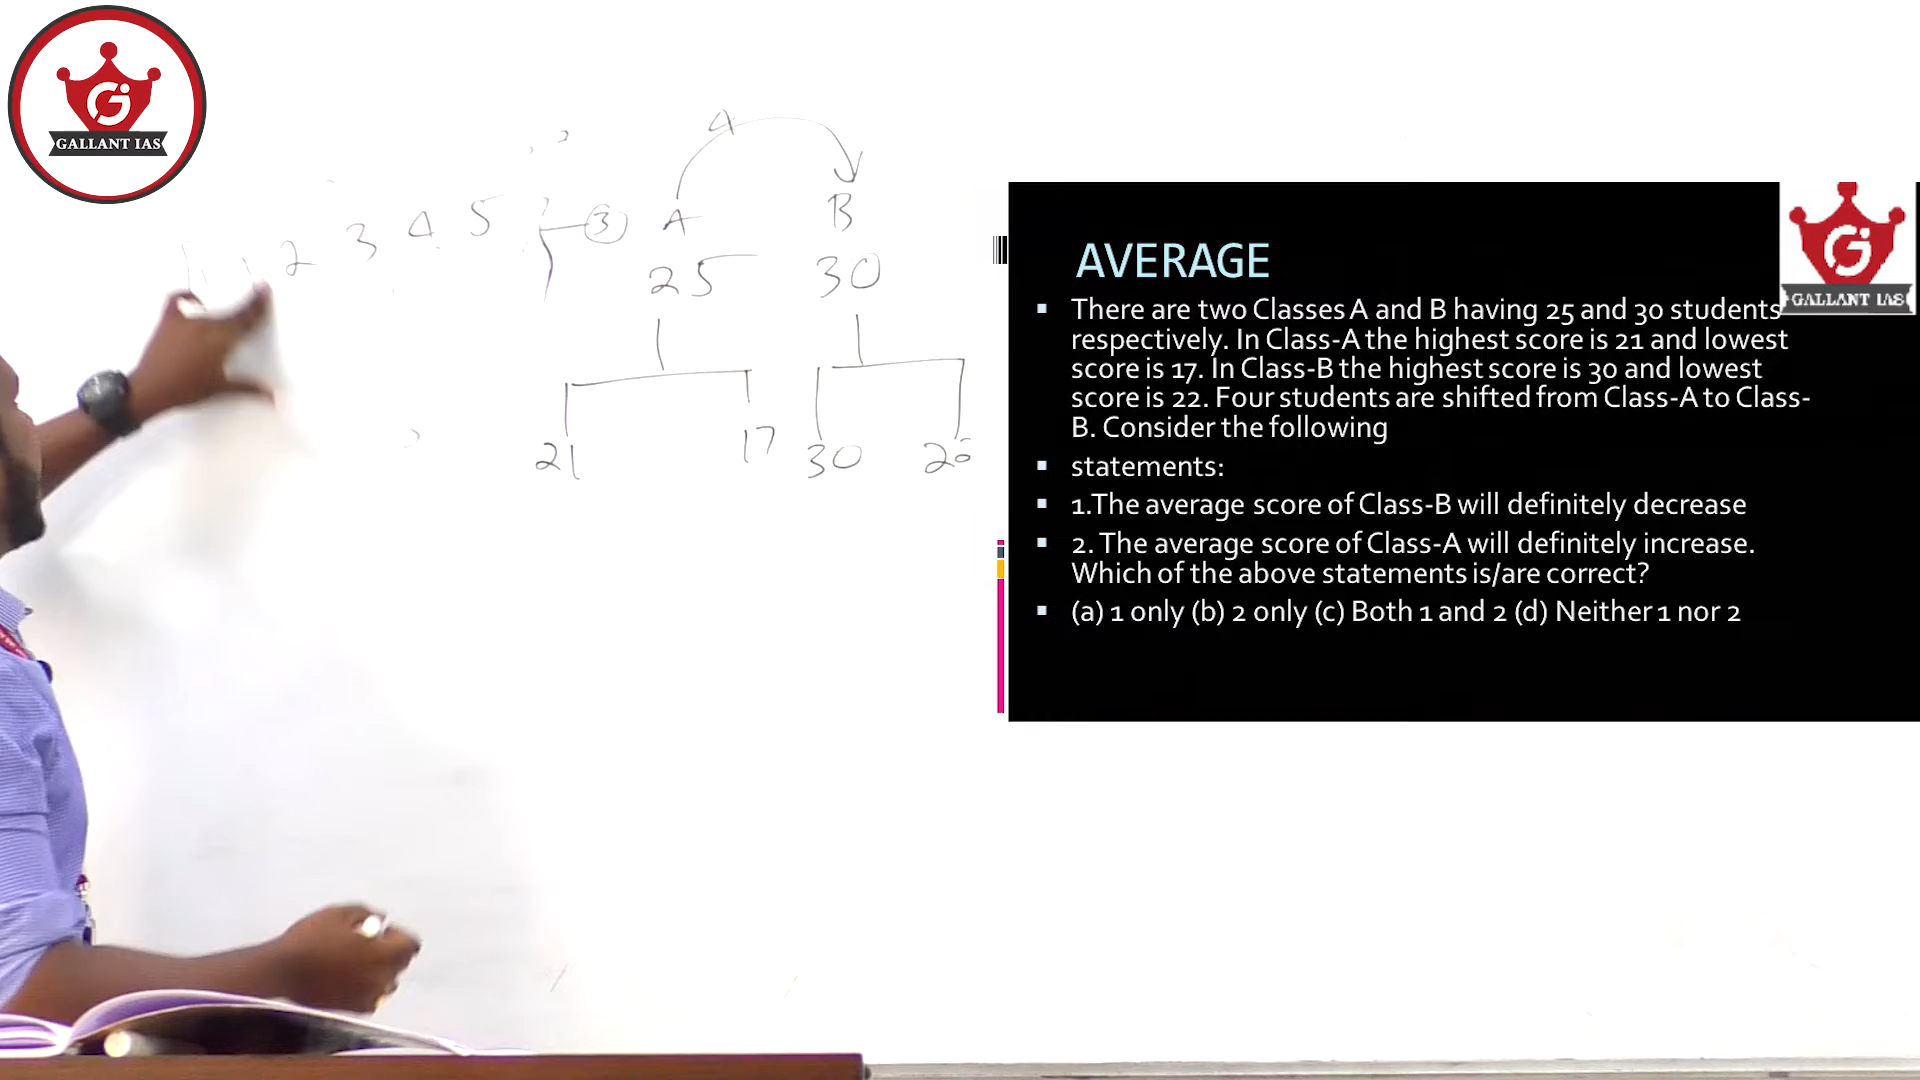 GALLANT IAS
4
1 2 3 4 5
3
A B
25 30
21 17 30
AVERAGE
GALLANT IAS
There are two Classes A and B having 25 and 30 students
respectively. In Class-A the highest score is 21 and lowest
score is 17. In Class-B the highest score is 30 and lowest
score is 22. Four students are shifted from Class-A to Class-
B. Consider the following
statements:
1.The average score of Class-B will definitely decrease
2. The average score of Class-A will definitely increase.
Which of the above statements is/are correct?
(a) 1 only (b) 2 only (c) Both 1 and 2 (d) Neither 1 nor 2